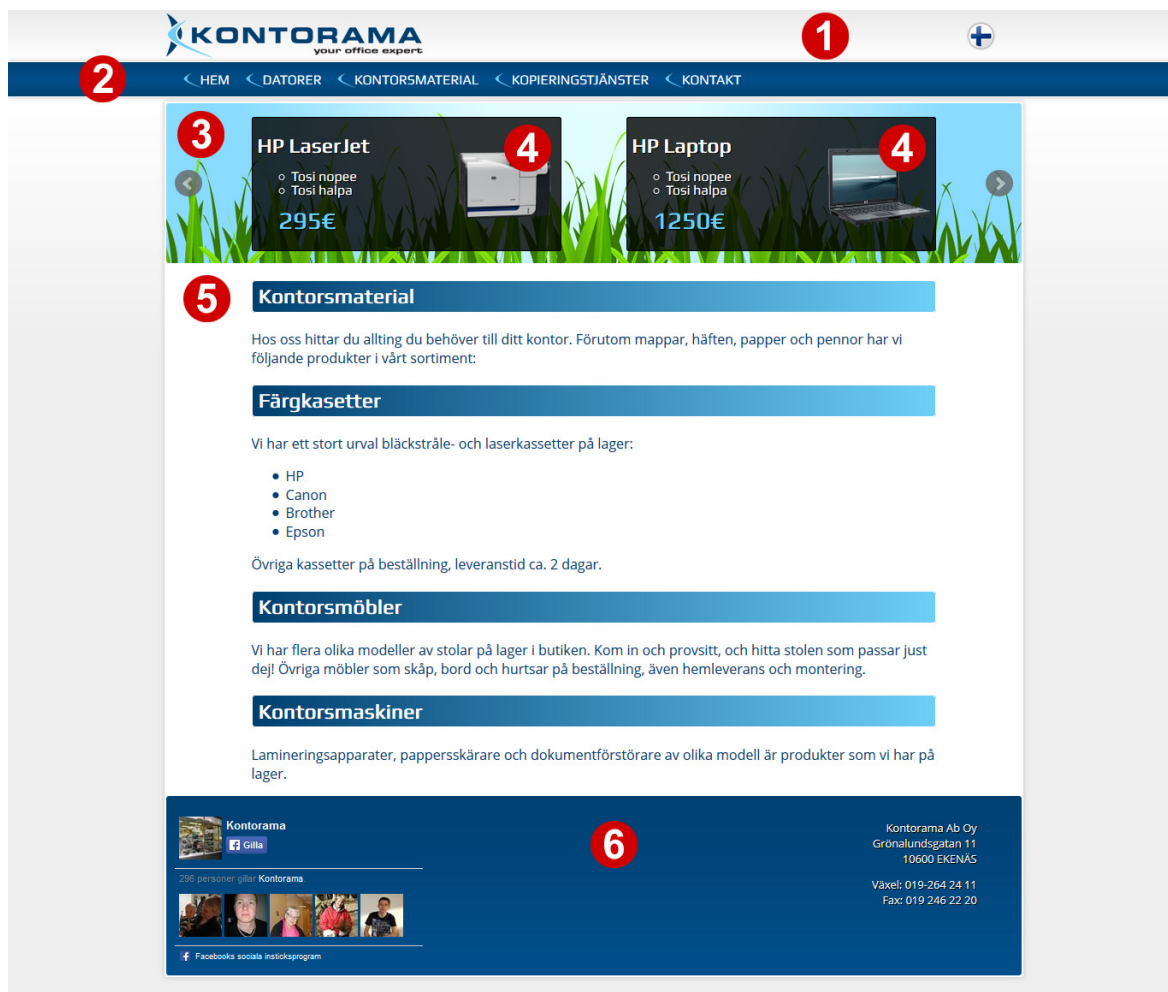 KONTORAMA
your office expert
1
2
HEM DATORER KONTORSMATERIAL KOPIERINGSTJÄNSTER KONTAKT
3
HP LaserJet
4
Tosi nopee
Tosi halpa
295€
HP Laptop
4
Tosi nopee
Tosi halpa
1250€
5
Kontorsmaterial
Hos oss hittar du allting du behöver till ditt kontor. Förutom mappar, häften, papper och pennor har vi
följande produkter i vårt sortiment:
Färgkasetter
Vi har ett stort urval bläckstråle- och laserkassetter på lager:
HP
Canon
Brother
Epson
Övriga kassetter på beställning, leveranstid ca. 2 dagar.
Kontorsmöbler
Vi har flera olika modeller av stolar på lager i butiken. Kom in och provsitt, och hitta stolen som passar just
dej! Övriga möbler som skåp, bord och hurtsar på beställning, även hemleverans och montering.
Kontorsmaskiner
Lamineringsapparater, pappersskärare och dokumentförstörare av olika modell är produkter som vi har på
lager.
Kontorama
Gilla
296 personer gillar Kontorama.
Facebooks sociala insticksprogram
6
Kontorama Ab Oy
Grönalundsgatan 11
10600 EKENÄS
Växel: 019-264 24 11
Fax: 019 246 22 20